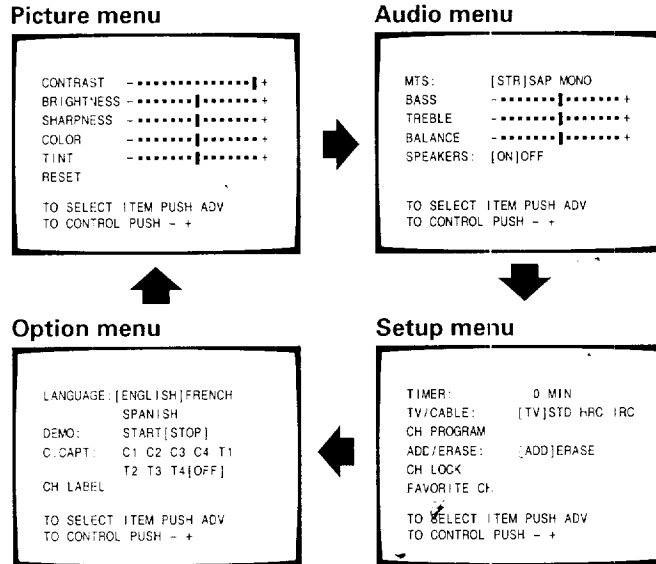 Picture menu
CONTRAST - +
BRIGHTNESS - +
SHARPNESS - +
COLOR - +
TINT - +
RESET
TO SELECT ITEM PUSH ADV
TO CONTROL PUSH - +
Audio menu
MTS: [STR]SAP MONO
BASS - +
TREBLE - +
BALANCE - +
SPEAKERS: [ON]OFF
TO SELECT ITEM PUSH ADV
TO CONTROL PUSH - +
Option menu
LANGUAGE:[ENGLISH]FRENCH
SPANISH
DEMO: START[STOP]
C.CAPT: C1 C2 C3 C4 T1
T2 T3 T4[OFF]
CH LABEL
TO SELECT ITEM PUSH ADV
TO CONTROL PUSH - +
Setup menu
TIMER: 0 MIN
TV/CABLE: [TV]STD HRC IRC
CH PROGRAM
ADD/ERASE: [ADD]ERASE
CH LOCK
FAVORITE CH
TO SELECT ITEM PUSH ADV
TO CONTROL PUSH - +